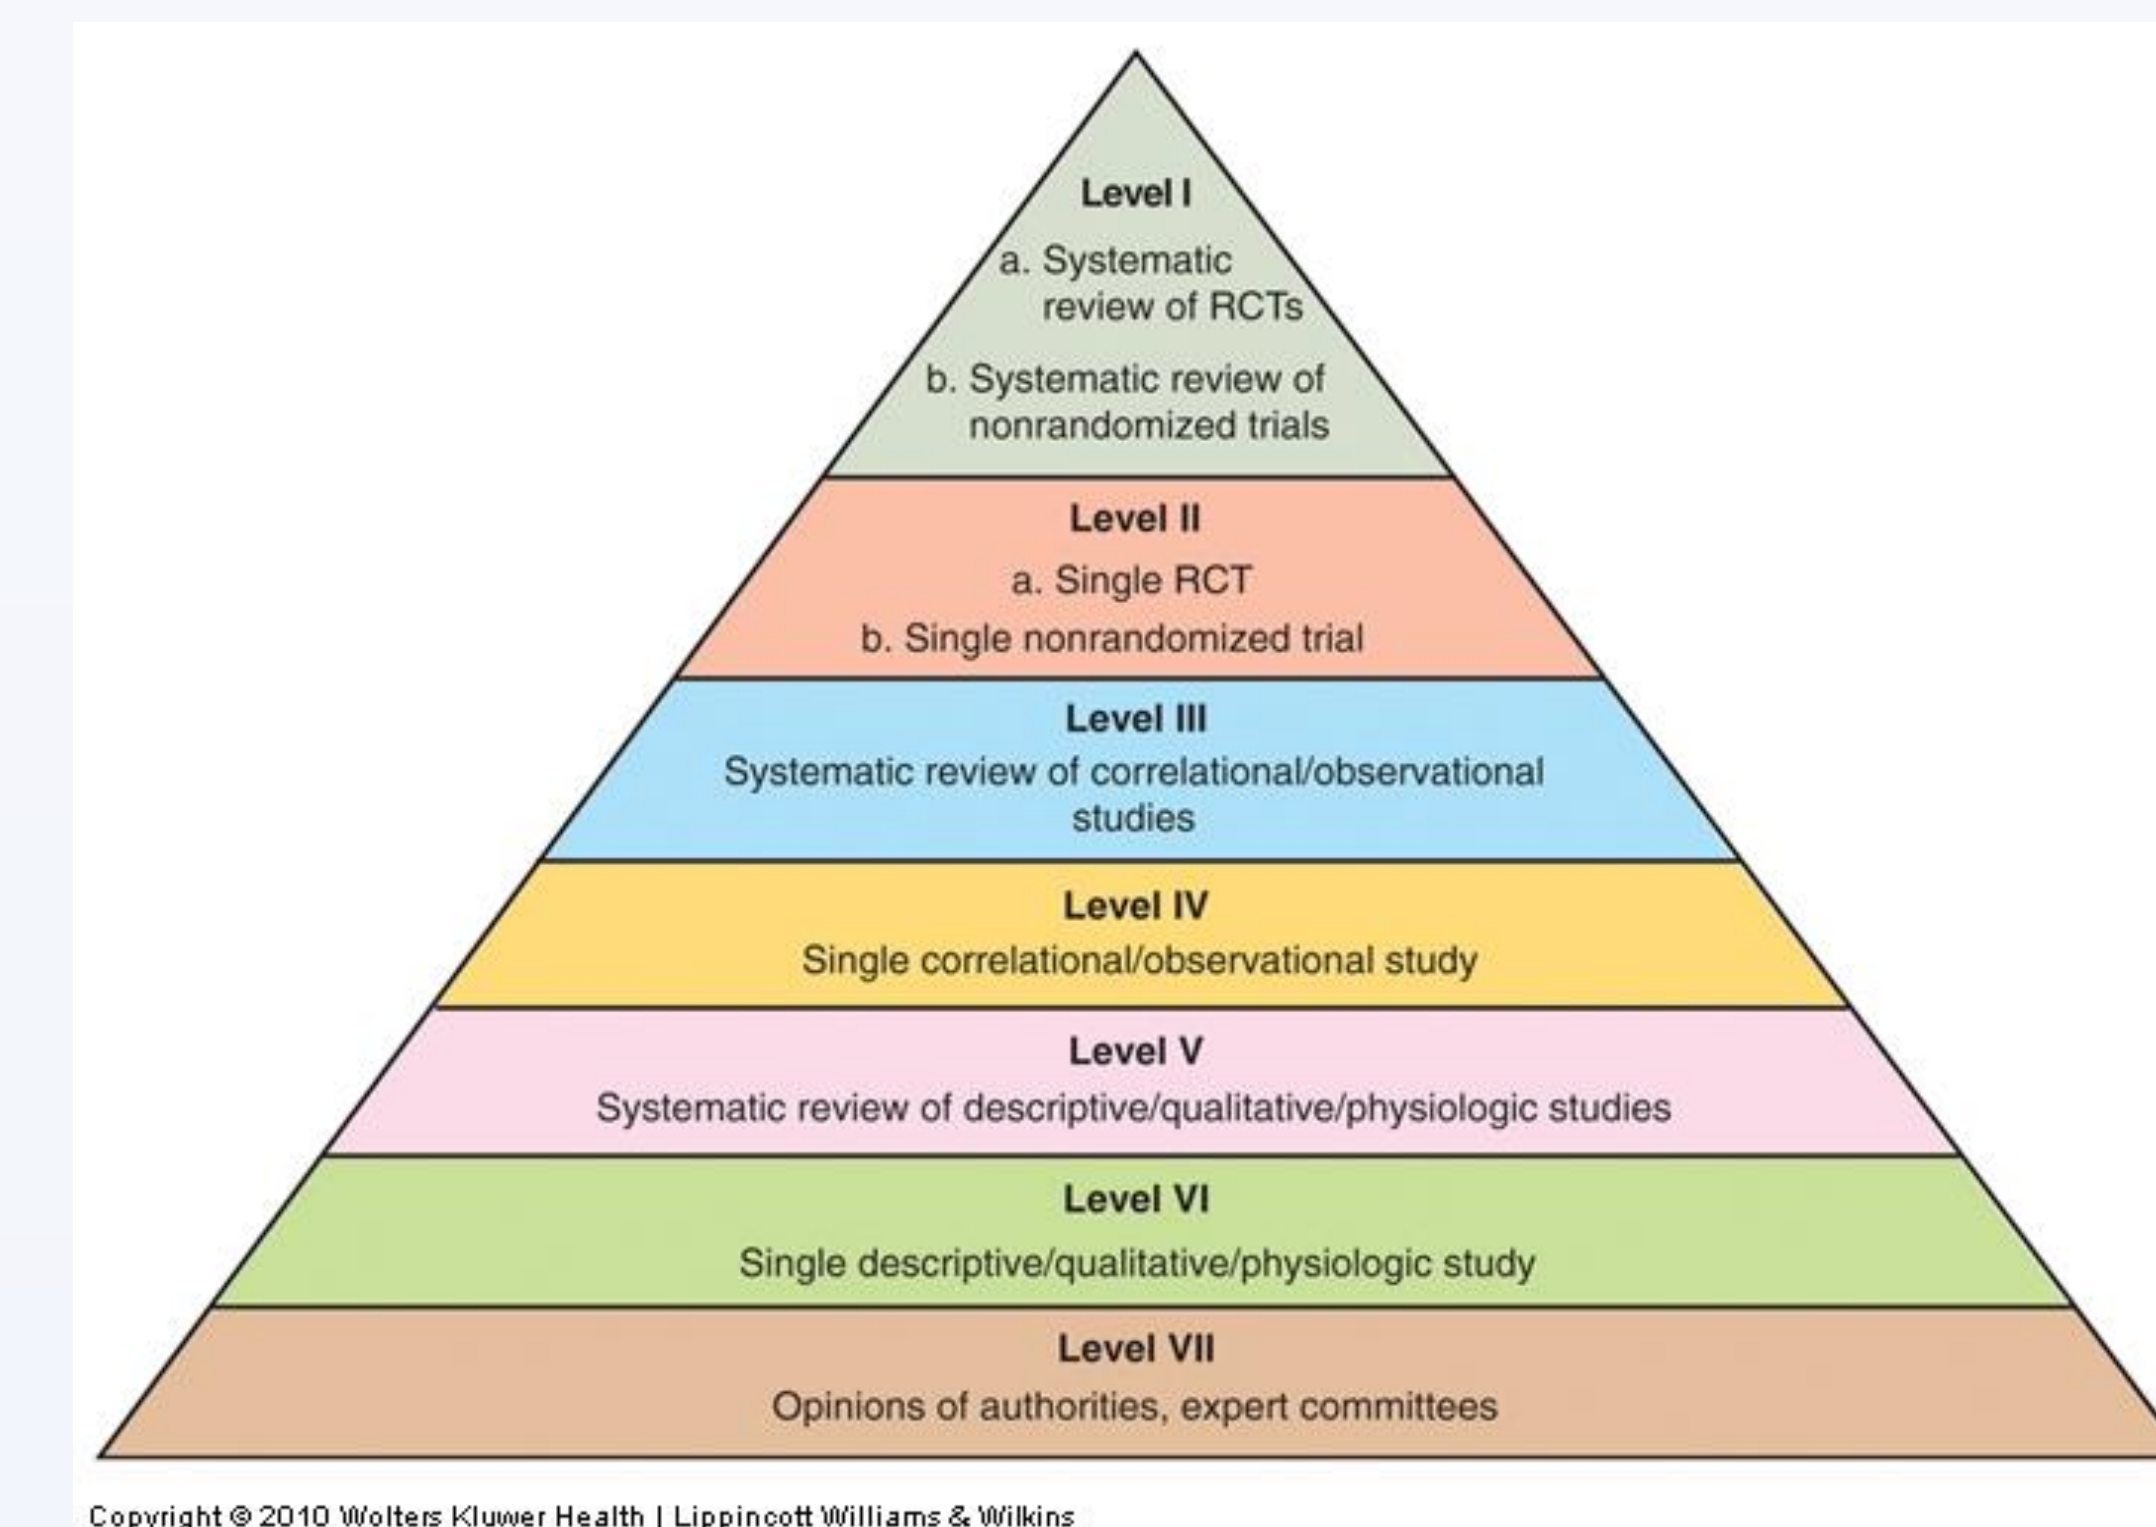 Level I
a. Systematic
review of RCTs
b. Systematic review of
nonrandomized trials
Level II
a. Single RCT
b. Single nonrandomized trial
Level III
Systematic review of correlational/observational
studies
Level IV
Single correlational/observational study
Level V
Systematic review of descriptive/qualitative/physiologic studies
Level VI
Single descriptive/qualitative/physiologic study
Level VII
Opinions of authorities, expert committees
Copyright © 2010 Wolters Kluwer Health | Lippincott Williams & Wilkins